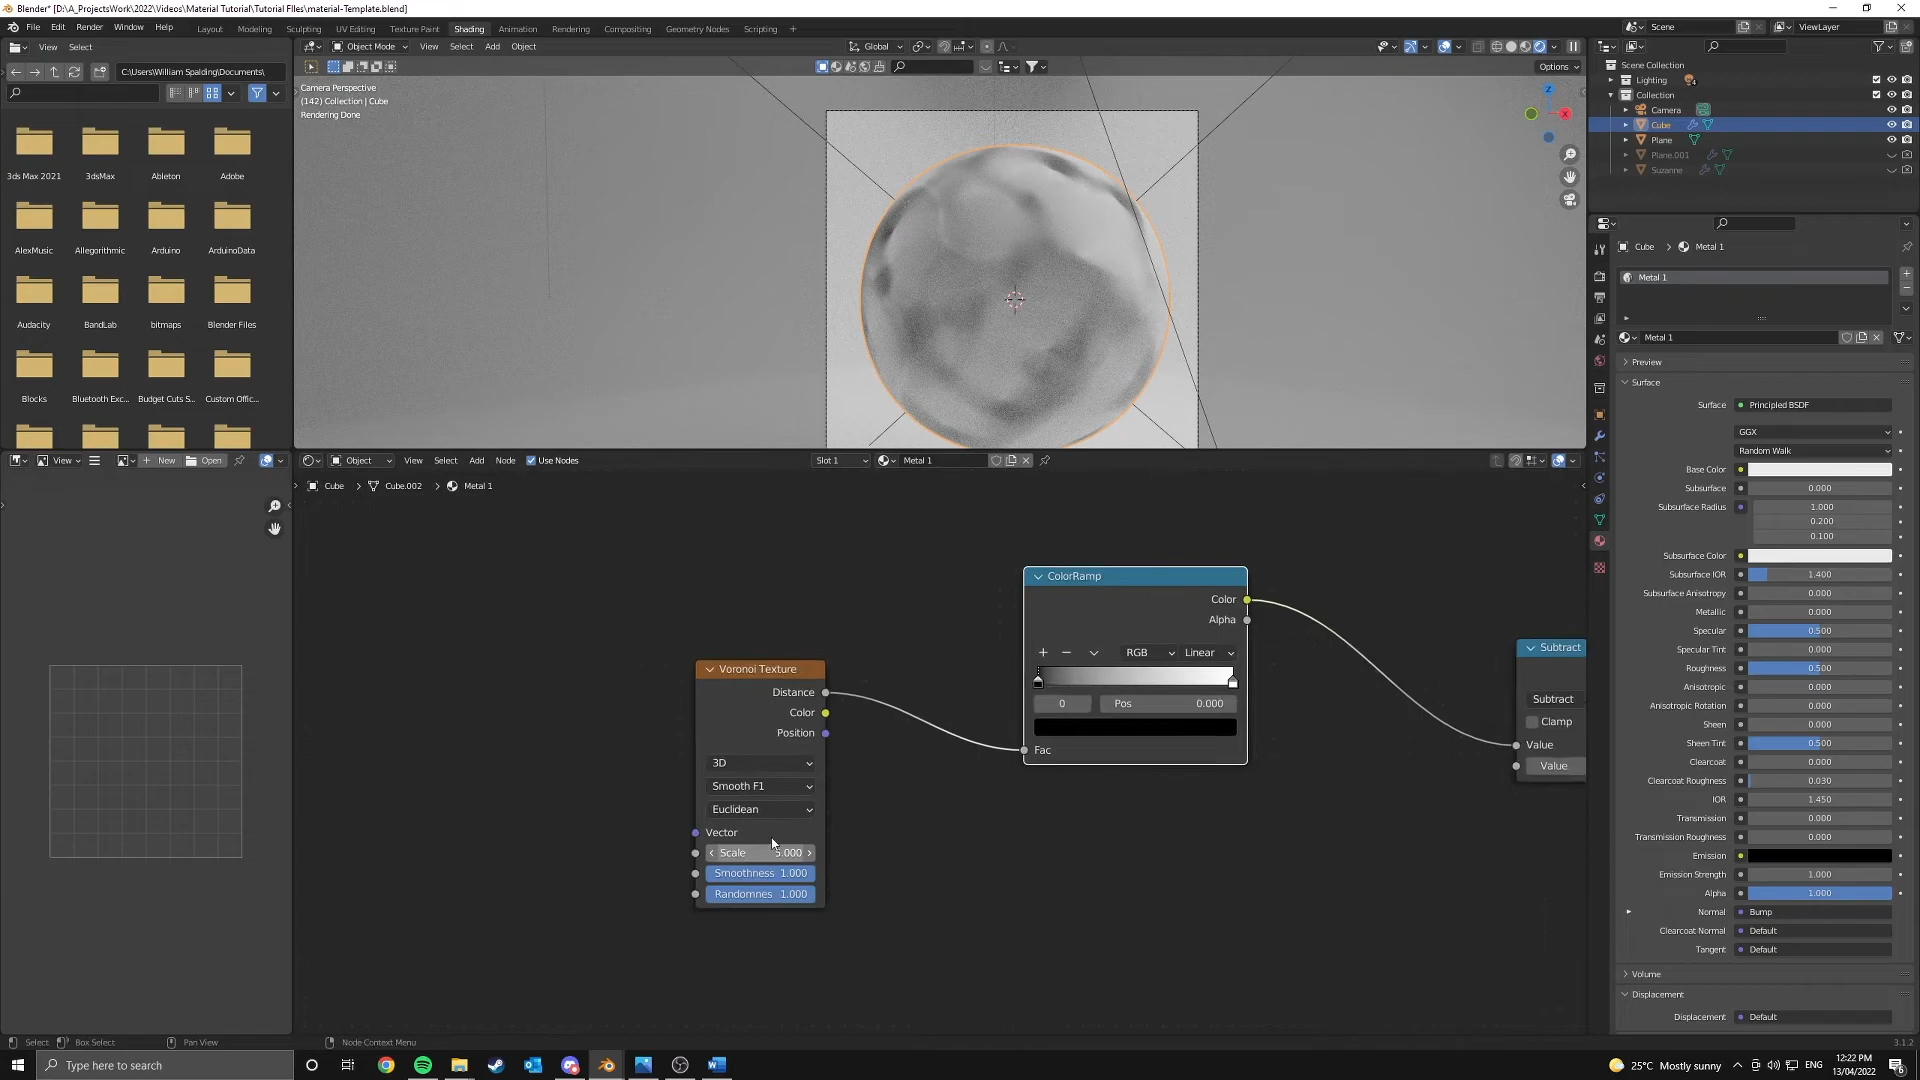 Blender* [D:\A_ProjectsWork\2022\Videos\Material Tutorial\Tutorial Files\material-Template.blend]
File Edit Render Window Help Layout Modeling Sculpting UV Editing Texture Paint Shading Animation Rendering Compositing Geometry Nodes Scripting + Scene ViewLayer
View Select Object Mode View Select Add Object Global
C:\Users\William Spalding\Documents\ Options
Camera Perspective
(142) Collection | Cube
Rendering Done
Z
X
Scene Collection
Lighting
Collection
Camera
Cube
Plane
Plane.001
Suzanne
3ds Max 2021 3dsMax Ableton Adobe
AlexMusic Allegorithmic Arduino ArduinoData
Audacity BandLab bitmaps Blender Files
Blocks Bluetooth Exc... Budget Cuts S... Custom Offic...
View New Open Object View Select Add Node Use Nodes Slot 1 Metal 1
Cube > Cube.002 > Metal 1
Voronoi Texture
Distance
Color
Position
3D
Smooth F1
Euclidean
Vector
Scale 5.000
Smoothness 1.000
Randomnes 1.000
ColorRamp
Color
Alpha
RGB Linear
0 Pos 0.000
Fac
Subtract
Subtract
Clamp
Value
Value
Cube > Metal 1
Metal 1
Metal 1
Preview
Surface
Surface Principled BSDF
GGX
Random Walk
Base Color
Subsurface 0.000
Subsurface Radius 1.000
0.200
0.100
Subsurface Color
Subsurface IOR 1.400
Subsurface Anisotropy 0.000
Metallic 0.000
Specular 0.500
Specular Tint 0.000
Roughness 0.500
Anisotropic 0.000
Anisotropic Rotation 0.000
Sheen 0.000
Sheen Tint 0.500
Clearcoat 0.000
Clearcoat Roughness 0.030
IOR 1.450
Transmission 0.000
Transmission Roughness 0.000
Emission
Emission Strength 1.000
Alpha 1.000
Normal Bump
Clearcoat Normal Default
Tangent Default
Volume
Displacement
Displacement Default
Select Box Select Pan View Node Context Menu 3.1.2
Type here to search 25°C Mostly sunny ENG 12:22 PM
13/04/2022